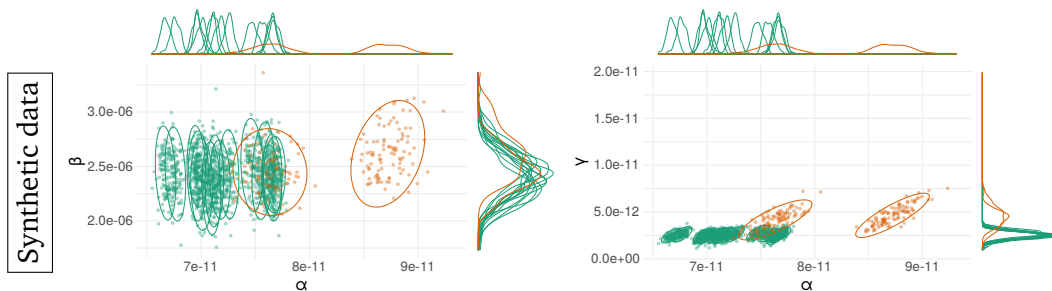 Synthetic data
β
3.0e-06
2.5e-06
2.0e-06
7e-11 8e-11 9e-11
α
γ
2.0e-11
1.5e-11
1.0e-11
5.0e-12
0.0e+00
7e-11 8e-11 9e-11
α